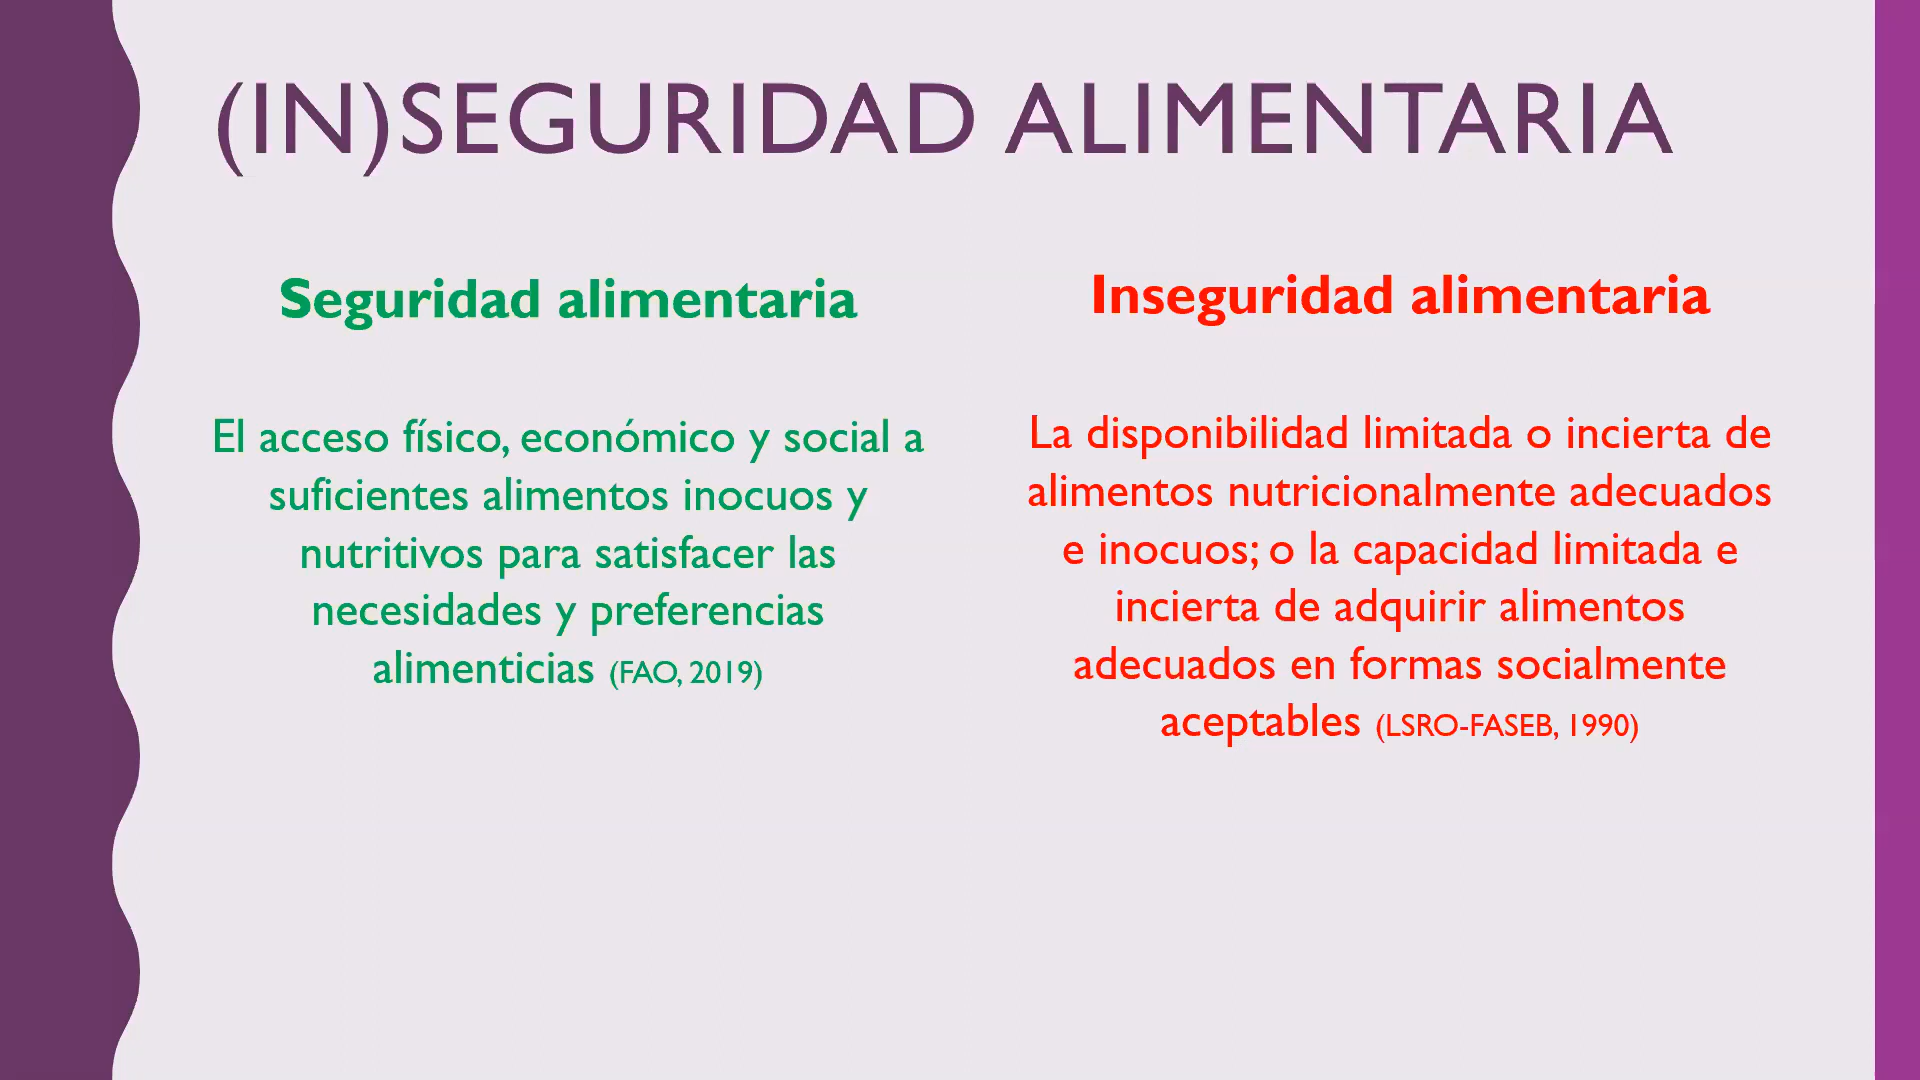 (IN)SEGURIDAD ALIMENTARIA
Seguridad alimentaria
El acceso físico, económico y social a
suficientes alimentos inocuos y
nutritivos para satisfacer las
necesidades y preferencias
alimenticias (FAO, 2019)
Inseguridad alimentaria
La disponibilidad limitada o incierta de
alimentos nutricionalmente adecuados
e inocuos; o la capacidad limitada e
incierta de adquirir alimentos
adecuados en formas socialmente
aceptables (LSRO-FASEB, 1990)